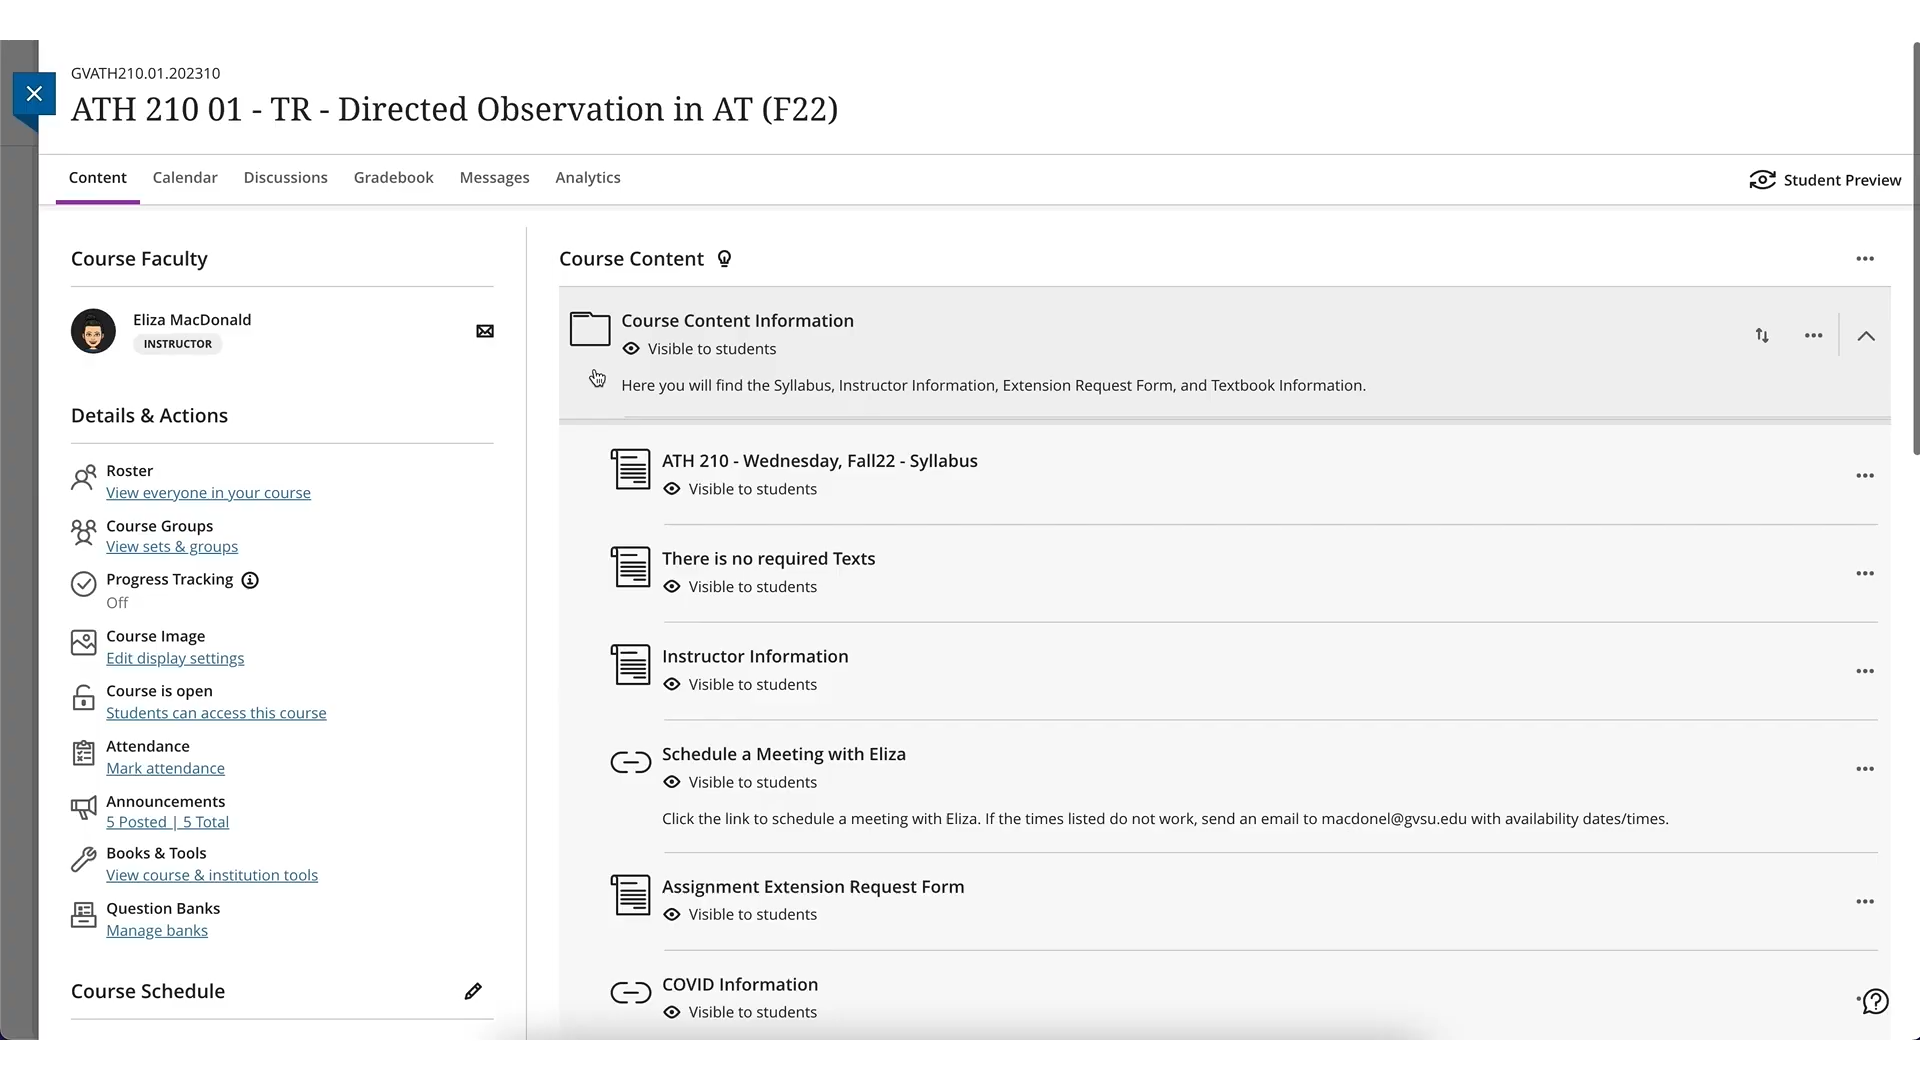 GVATH210.01.202310
ATH 210 01 - TR - Directed Observation in AT (F22)
Content
Calendar
Discussions
Gradebook
Messages
Analytics
Student Preview
Course Faculty
Eliza MacDonald
INSTRUCTOR
Details & Actions
Roster
View everyone in your course
Course Groups
View sets & groups
Progress Tracking
Off
Course Image
Edit display settings
Course is open
Students can access this course
Attendance
Mark attendance
Announcements
5 Posted | 5 Total
Books & Tools
View course & institution tools
Question Banks
Manage banks
Course Schedule
Course Content
Course Content Information
Visible to students
Here you will find the Syllabus, Instructor Information, Extension Request Form, and Textbook Information.
ATH 210 - Wednesday, Fall22 - Syllabus
Visible to students
There is no required Texts
Visible to students
Instructor Information
Visible to students
Schedule a Meeting with Eliza
Visible to students
Click the link to schedule a meeting with Eliza. If the times listed do not work, send an email to macdonel@gvsu.edu with availability dates/times.
Assignment Extension Request Form
Visible to students
COVID Information
Visible to students